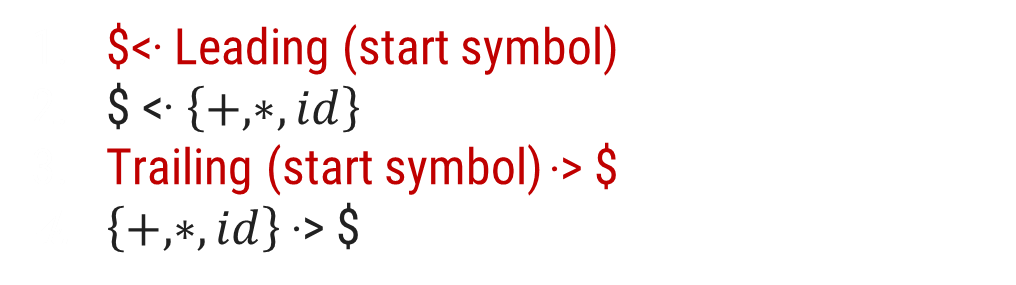 $<· Leading (start symbol)
$ <· {+,∗, id}
Trailing (start symbol) ·> $
{+,∗, id} ·> $